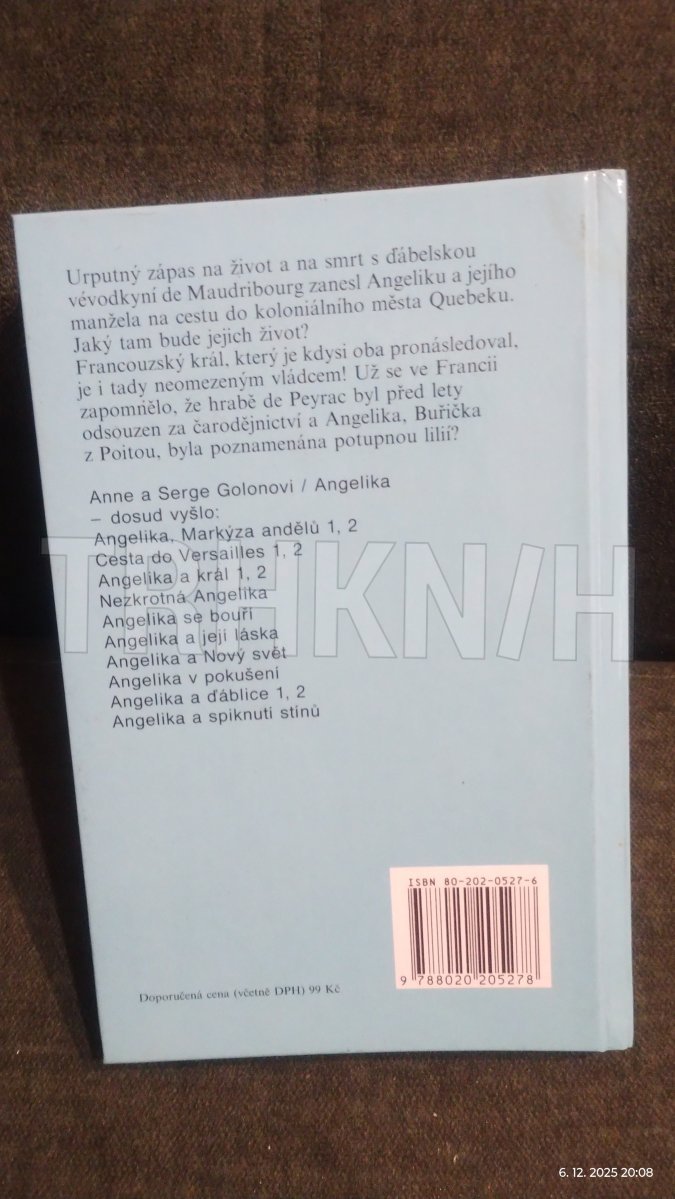 Urputný zápas na život a na smrt s ďábelskou
vévodkyní de Maudribourg zanesl Angeliku a jejího
manžela na cestu do koloniálního města Quebeku.
Jaký tam bude jejich život?
Francouzský král, který je kdysi oba pronásledoval,
je i tady neomezeným vládcem! Už se ve Francii
zapomnělo, že hrabě de Peyrac byl před lety
odsouzen za čarodějnictví a Angelika, Buřička
z Poitou, byla poznamenána potupnou lilií?
Anne a Serge Golonovi / Angelika
– dosud vyšlo:
Angelika, Markýza andělů 1, 2
Cesta do Versailles 1, 2
Angelika a král 1, 2
Nezkrotná Angelika
Angelika se bouří
Angelika a její láska
Angelika a Nový svět
Angelika v pokušení
Angelika a ďáblice 1, 2
Angelika a spiknutí stínů
TRHKN/H
ISBN 80-202-0527-6
9 788020 205278
Doporučená cena (včetně DPH) 99 Kč
6. 12. 2025 20:08